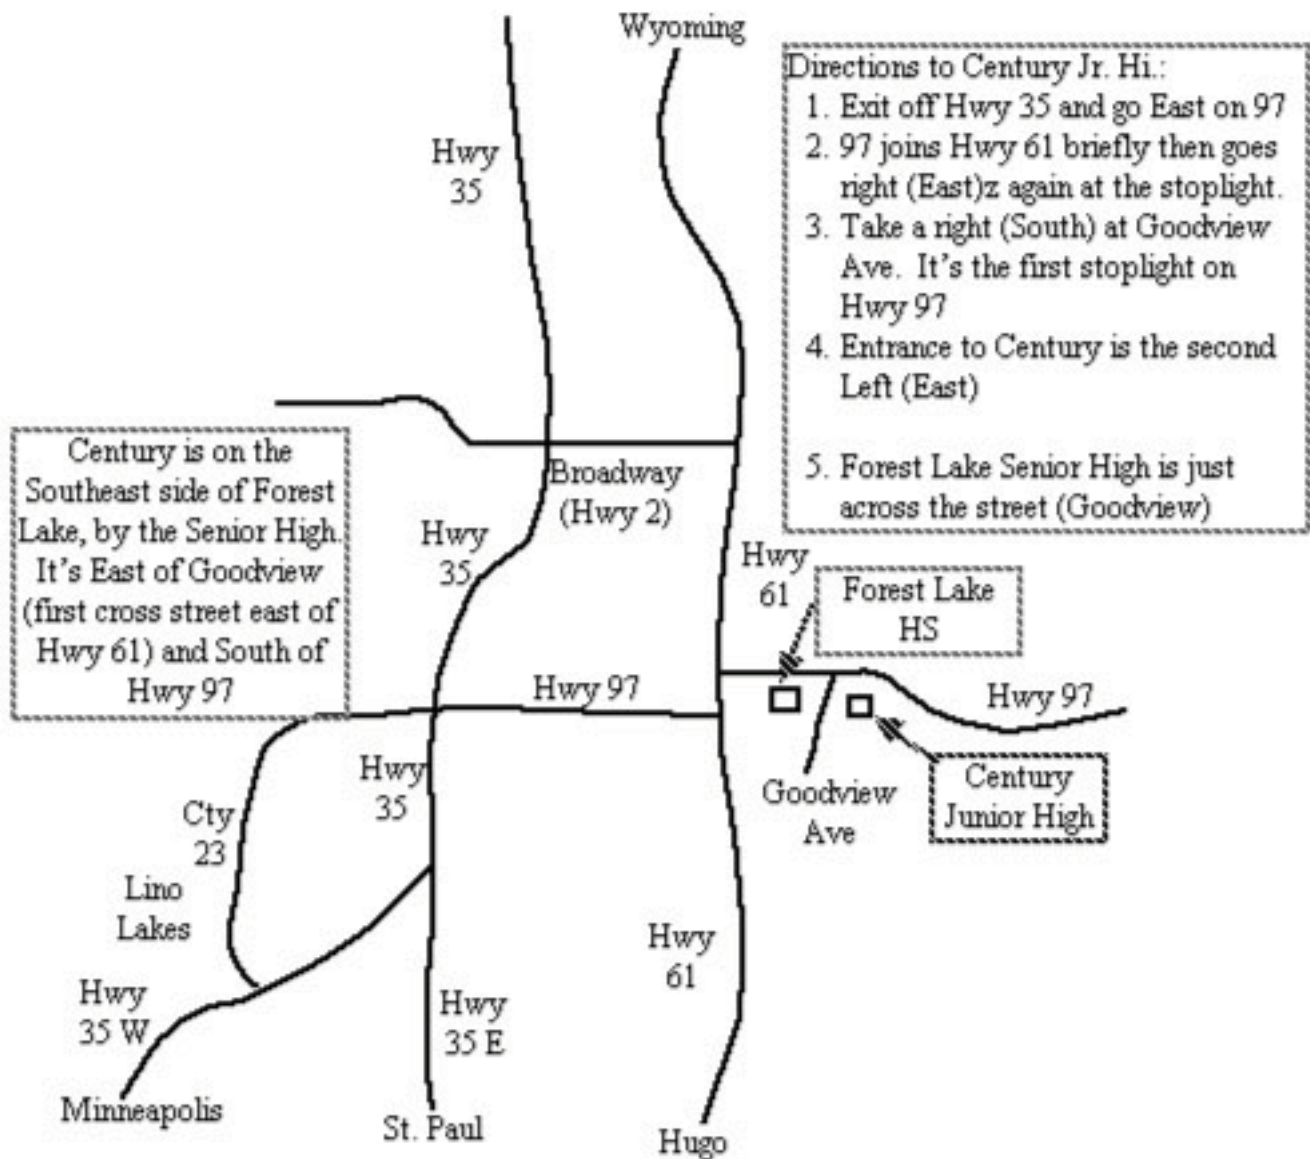 Wyoming
Directions to Century Jr. Hi.:
1. Exit off Hwy 35 and go East on 97
2. 97 joins Hwy 61 briefly then goes
right (East)z again at the stoplight.
3. Take a right (South) at Goodview
Ave. It's the first stoplight on
Hwy 97
4. Entrance to Century is the second
Left (East)
5. Forest Lake Senior High is just
across the street (Goodview)
Hwy
35
Century is on the
Southeast side of Forest
Lake, by the Senior High.
It's East of Goodview
(first cross street east of
Hwy 61) and South of
Hwy 97
Broadway
(Hwy 2)
Hwy
35
Hwy
61
Forest Lake
HS
Hwy 97
Hwy 97
Hwy
35
Goodview
Ave
Century
Junior High
Cty
23
Lino
Lakes
Hwy
61
Hwy
35 W
Hwy
35 E
Minneapolis
St. Paul
Hugo